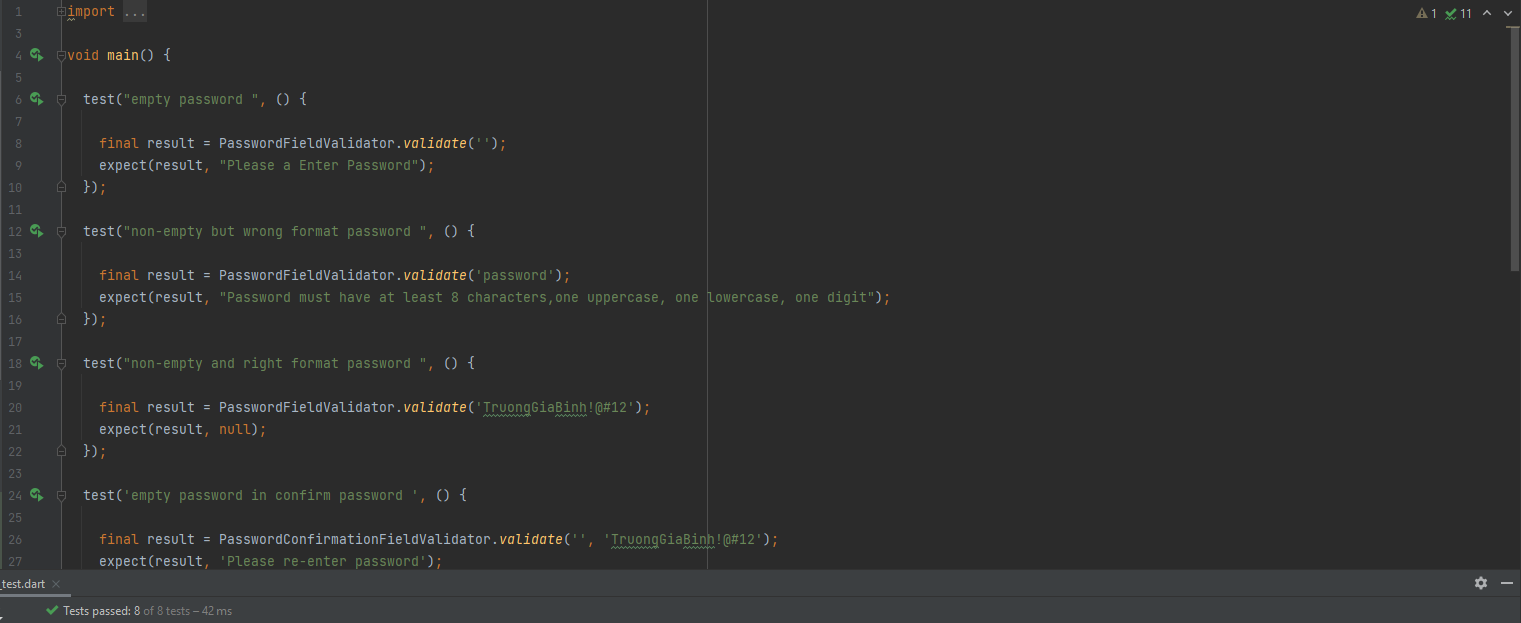 1 import ...
3
4 void main() {
5
6 test("empty password ", () {
7
8 final result = PasswordFieldValidator.validate('');
9 expect(result, "Please a Enter Password");
10 });
11
12 test("non-empty but wrong format password ", () {
13
14 final result = PasswordFieldValidator.validate('password');
15 expect(result, "Password must have at least 8 characters,one uppercase, one lowercase, one digit");
16 });
17
18 test("non-empty and right format password ", () {
19
20 final result = PasswordFieldValidator.validate('TruongGiaBinh!@#12');
21 expect(result, null);
22 });
23
24 test('empty password in confirm password ', () {
25
26 final result = PasswordConfirmationFieldValidator.validate('', 'TruongGiaBinh!@#12');
27 expect(result, 'Please re-enter password');
1 11
_test.dart
Tests passed: 8 of 8 tests – 42 ms